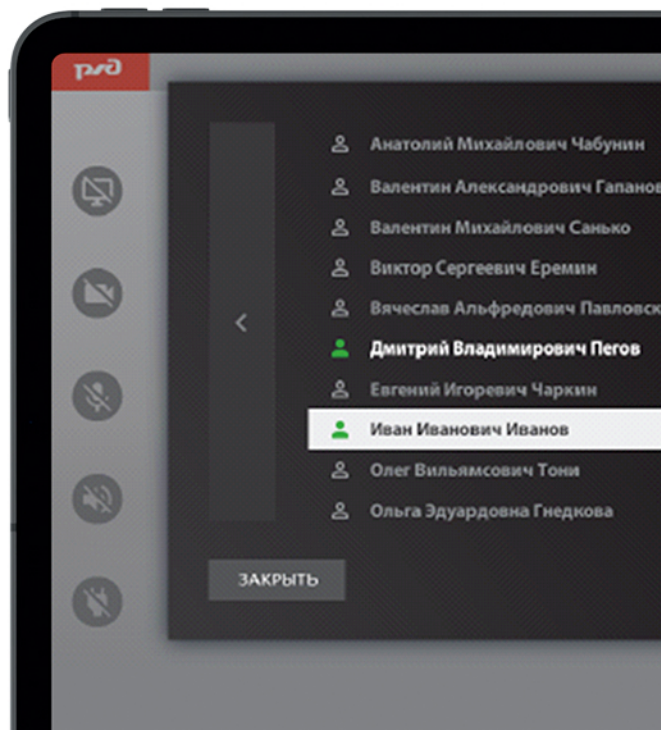 РЖД
Анатолий Михайлович Чабунин
Валентин Александрович Гапанов
Валентин Михайлович Санько
Виктор Сергеевич Еремин
Вячеслав Альфредович
Дмитрий Владимирович Пегов
Евгений Игоревич Чаркин
Иван Иванович Иванов
Олег Вильямсович Тони
Ольга Эдуардовна Гнедкова
ЗАКРЫТЬ